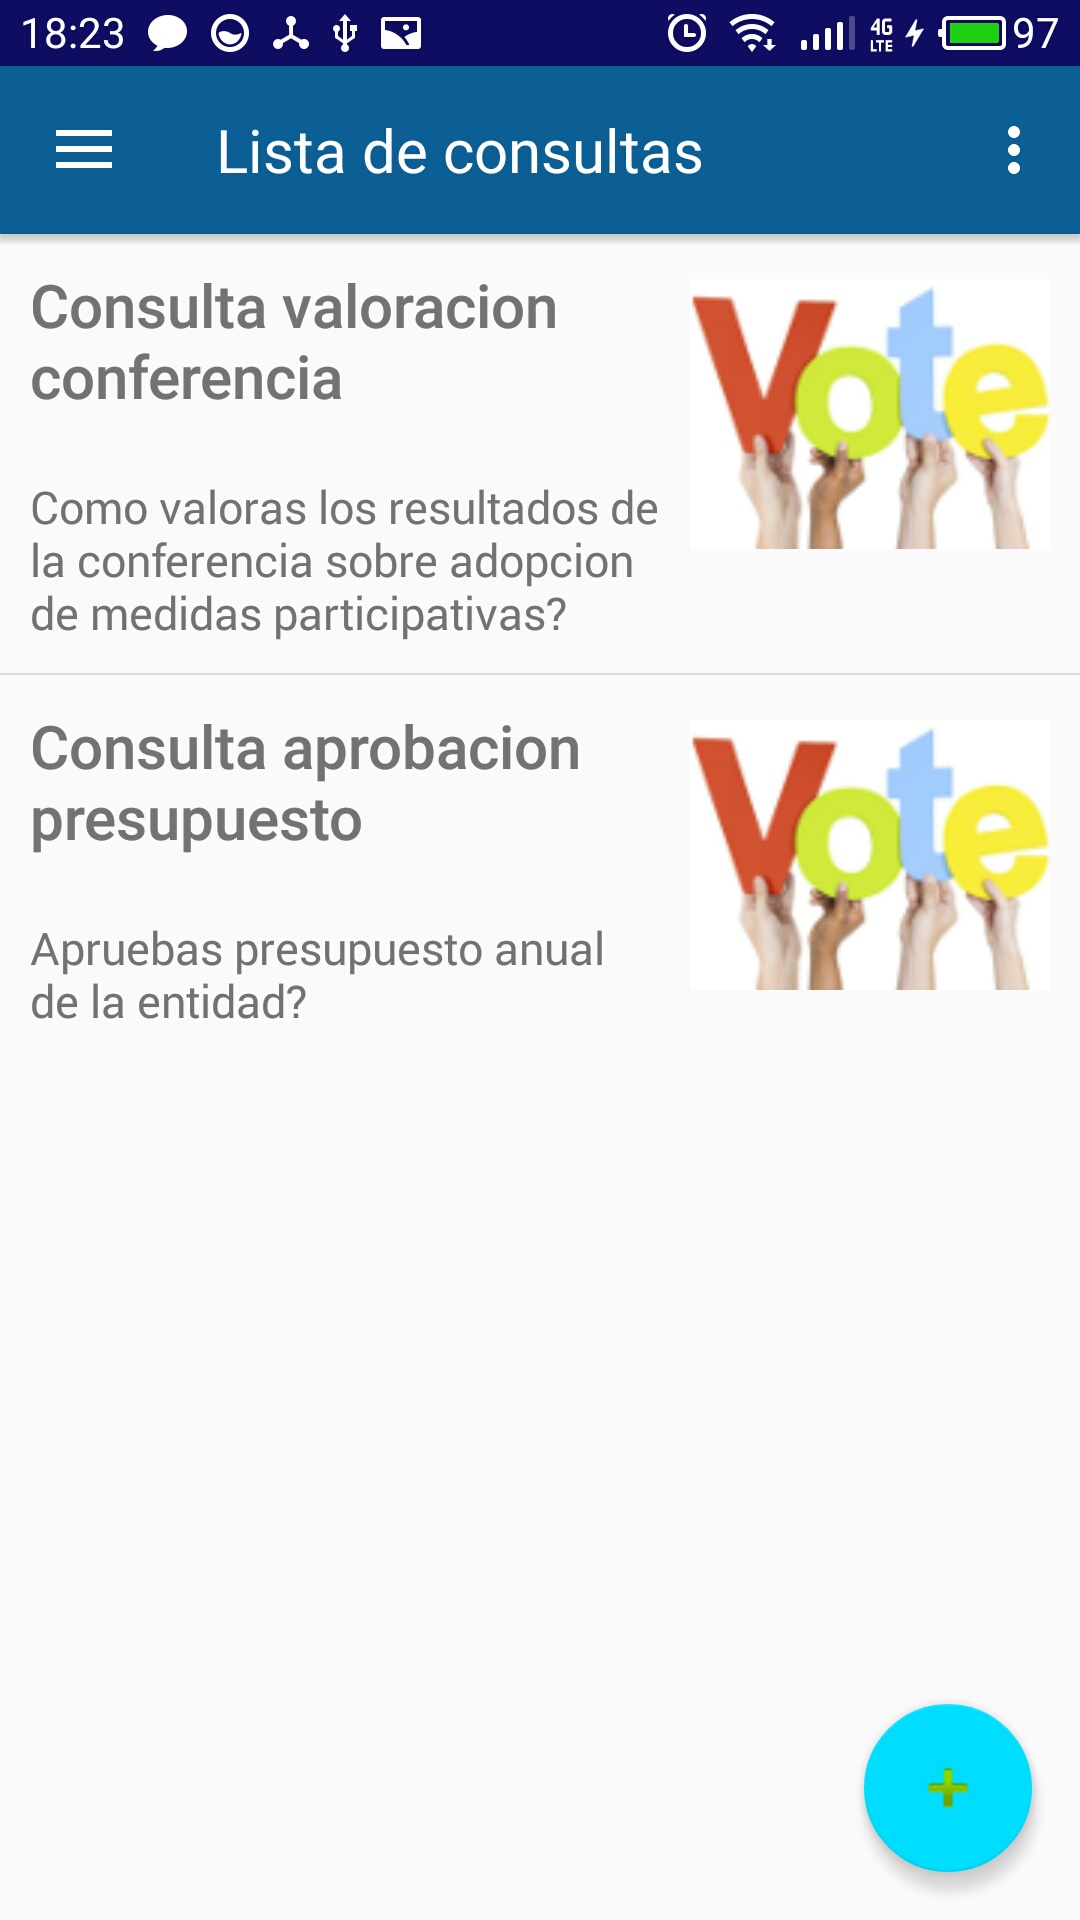 18:23
4G
LTE
97
Lista de consultas
Consulta valoracion
conferencia
Vote
Como valoras los resultados de
la conferencia sobre adopcion
de medidas participativas?
Consulta aprobacion
presupuesto
Vote
Apruebas presupuesto anual
de la entidad?
+